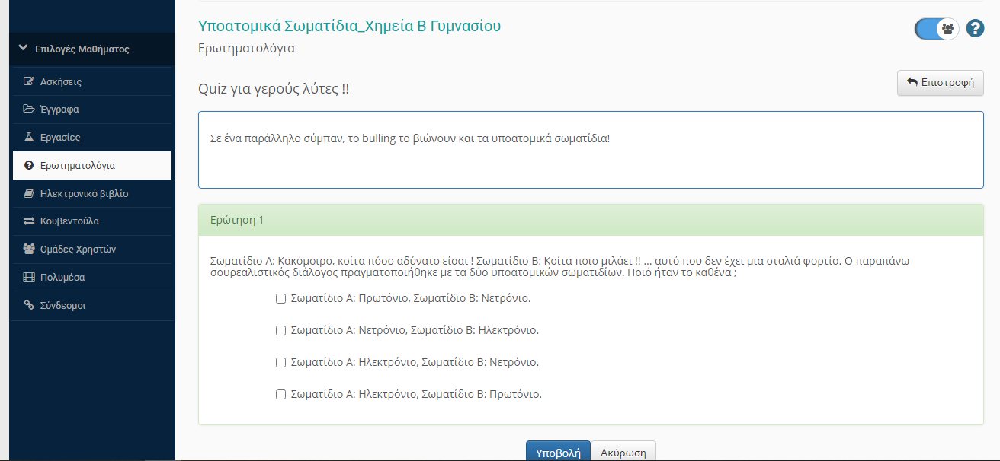 Υποατομικά Σωματίδια_Χημεία Β Γυμνασίου
Ερωτηματολόγια
Επιλογές Μαθήματος
Ασκήσεις
Έγγραφα
Εργασίες
Ερωτηματολόγια
Ηλεκτρονικό βιβλίο
Κουβεντούλα
Ομάδες Χρηστών
Πολυμέσα
Σύνδεσμοι
Quiz για γερούς λύτες !!
Επιστροφή
Σε ένα παράλληλο σύμπαν, το bulling το βιώνουν και τα υποατομικά σωματίδια!
Ερώτηση 1
Σωματίδιο Α: Κακόμοιρο, κοίτα πόσο αδύνατο είσαι ! Σωματίδιο Β: Κοίτα ποιο μιλάει !! ... αυτό που δεν έχει μια σταλιά φορτίο. Ο παραπάνω
σουρεαλιστικός διάλογος πραγματοποιήθηκε με τα δύο υποατομικών σωματιδίων. Ποιό ήταν το καθένα ;
Σωματίδιο Α: Πρωτόνιο, Σωματίδιο Β: Νετρόνιο.
Σωματίδιο Α: Νετρόνιο, Σωματίδιο Β: Ηλεκτρόνιο.
Σωματίδιο Α: Ηλεκτρόνιο, Σωματίδιο Β: Νετρόνιο.
Σωματίδιο Α: Ηλεκτρόνιο, Σωματίδιο Β: Πρωτόνιο.
Υποβολή
Ακύρωση